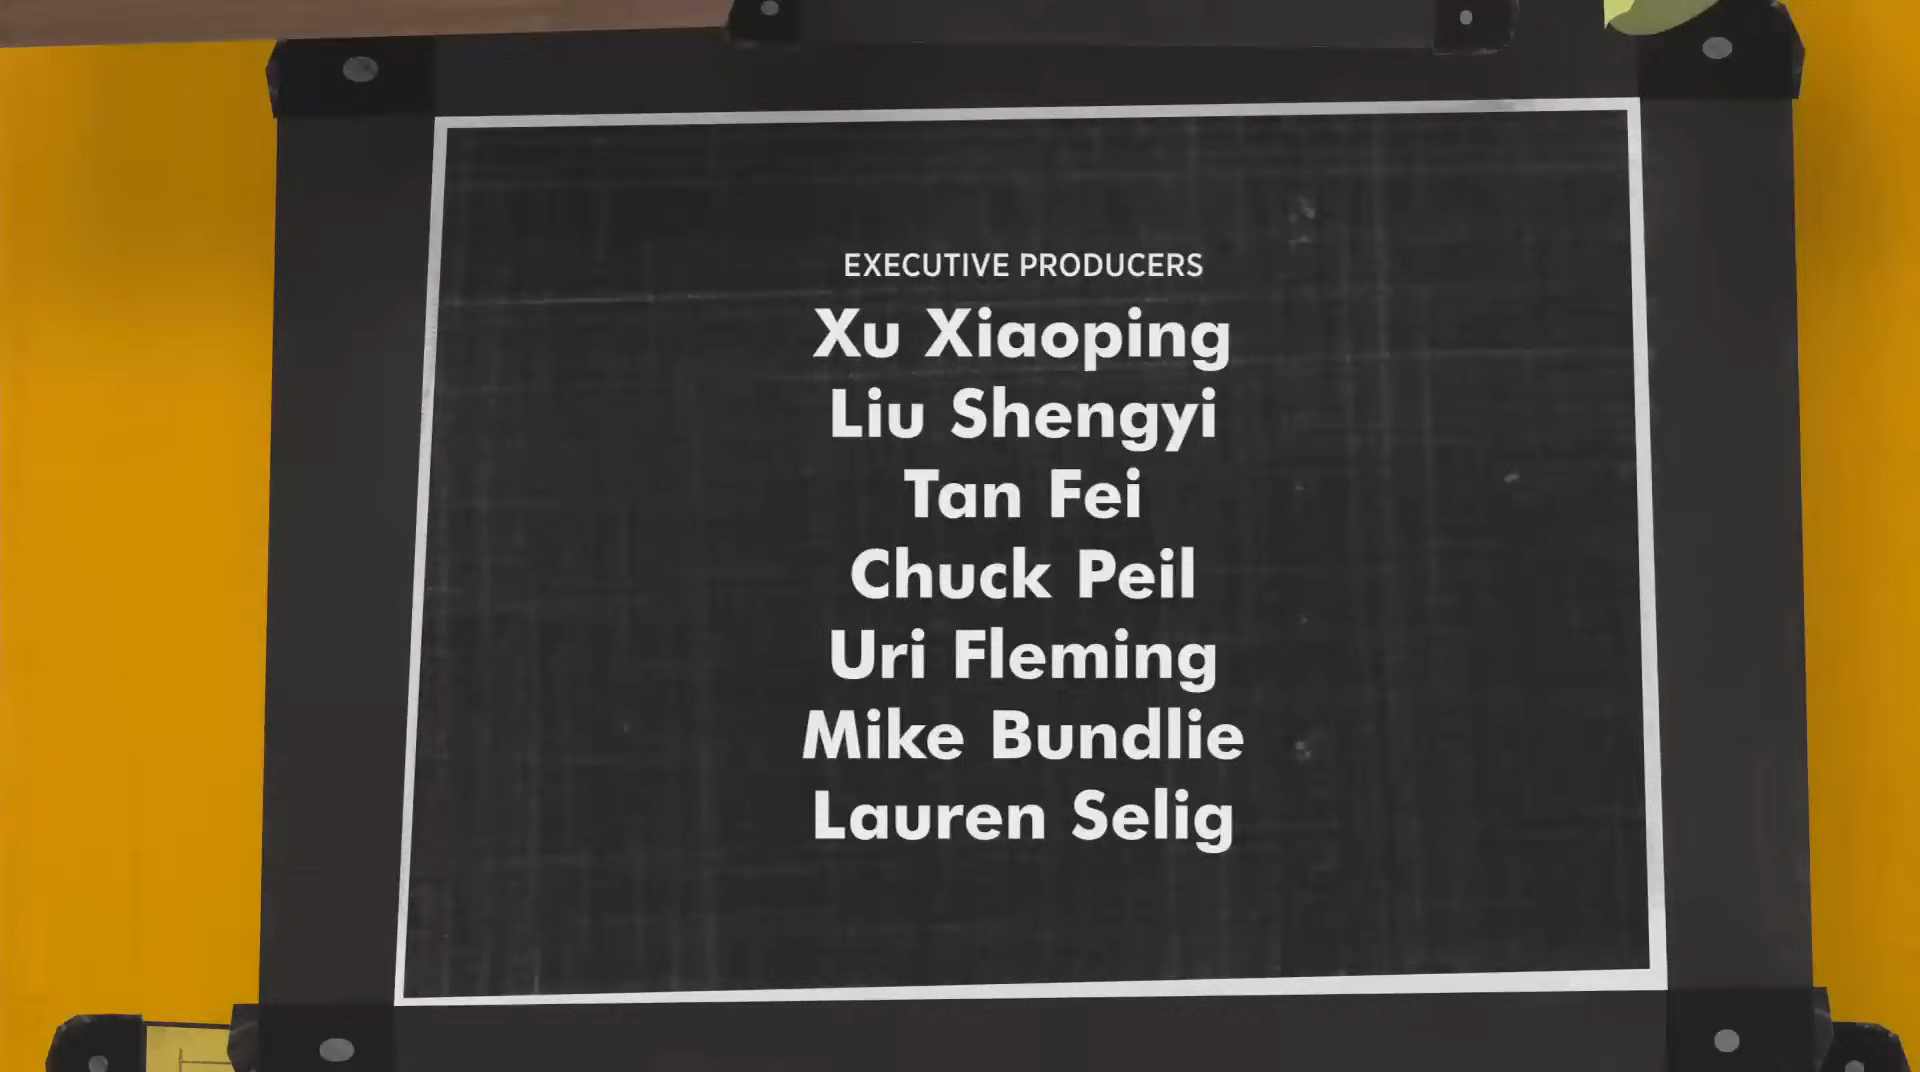 EXECUTIVE PRODUCERS
Xu Xiaoping
Liu Shengyi
Tan Fei
Chuck Peil
Uri Fleming
Mike Bundlie
Lauren Selig